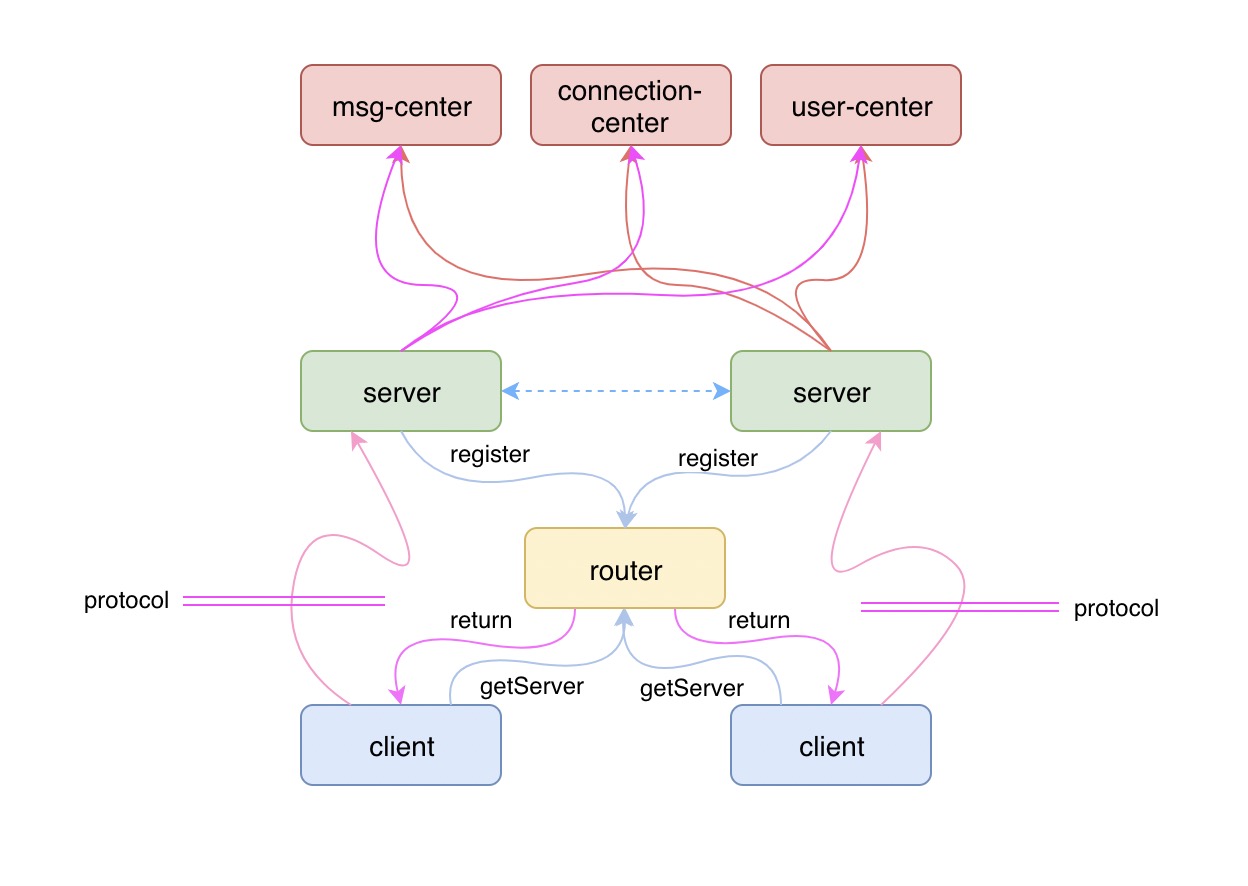 msg-center
connection-
center
user-center
server
server
register
register
router
protocol
protocol
return
return
getServer
getServer
client
client